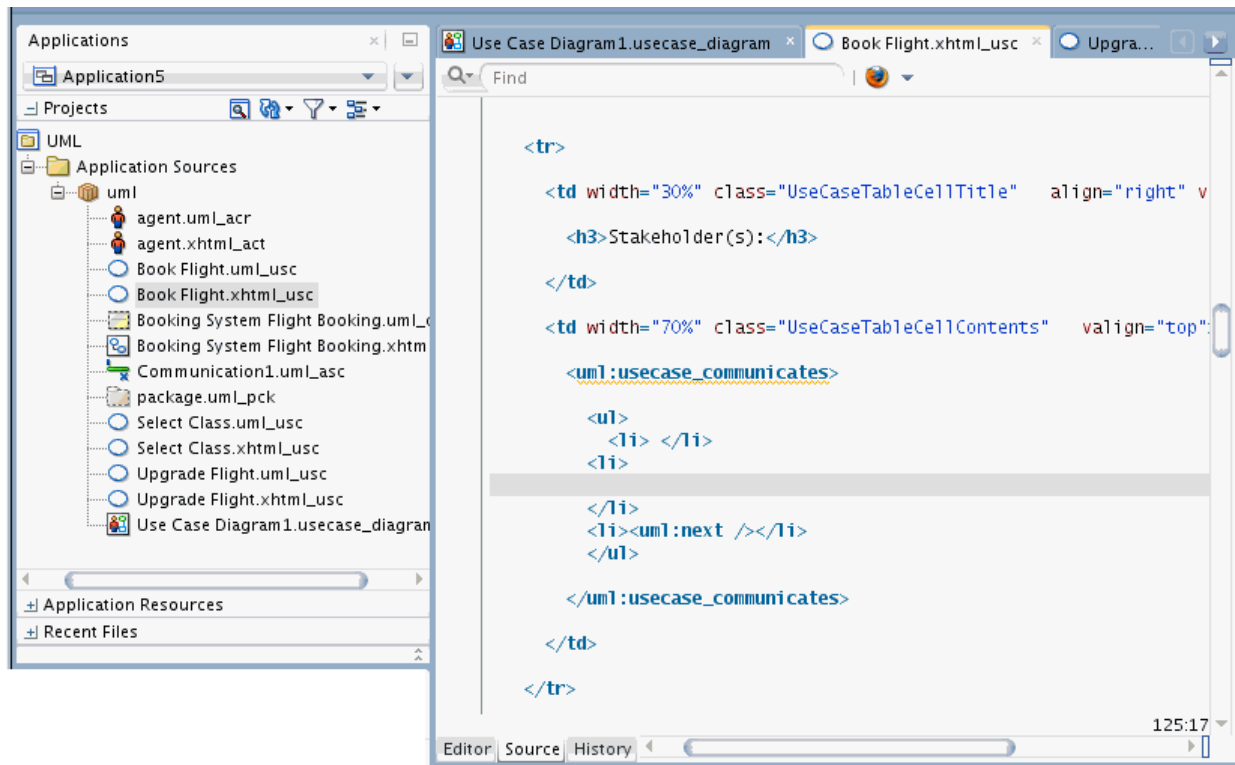 Applications
Application5
Projects
UML
Application Sources
uml
agent.uml_acr
agent.xhtml_act
Book Flight.uml_usc
Book Flight.xhtml_usc
Booking System Flight Booking.uml_
Booking System Flight Booking.xhtm
Communication1.uml_asc
package.uml_pck
Select Class.uml_usc
Select Class.xhtml_usc
Upgrade Flight.uml_usc
Upgrade Flight.xhtml_usc
Use Case Diagram1.usecase_diagran
Application Resources
Recent Files
Use Case Diagram1.usecase_diagram Book Flight.xhtml_usc Upgra...
Find
<tr>
<td width="30%" class="UseCaseTableCellTitle" align="right" v
<h3>Stakeholder(s):</h3>
</td>
<td width="70%" class="UseCaseTableCellContents" valign="top"
<uml:usecase_communicates>
<ul>
<li> </li>
<li>
</li>
<li><uml:next /></li>
</ul>
</uml:usecase_communicates>
</td>
</tr>
125:17
Editor Source History